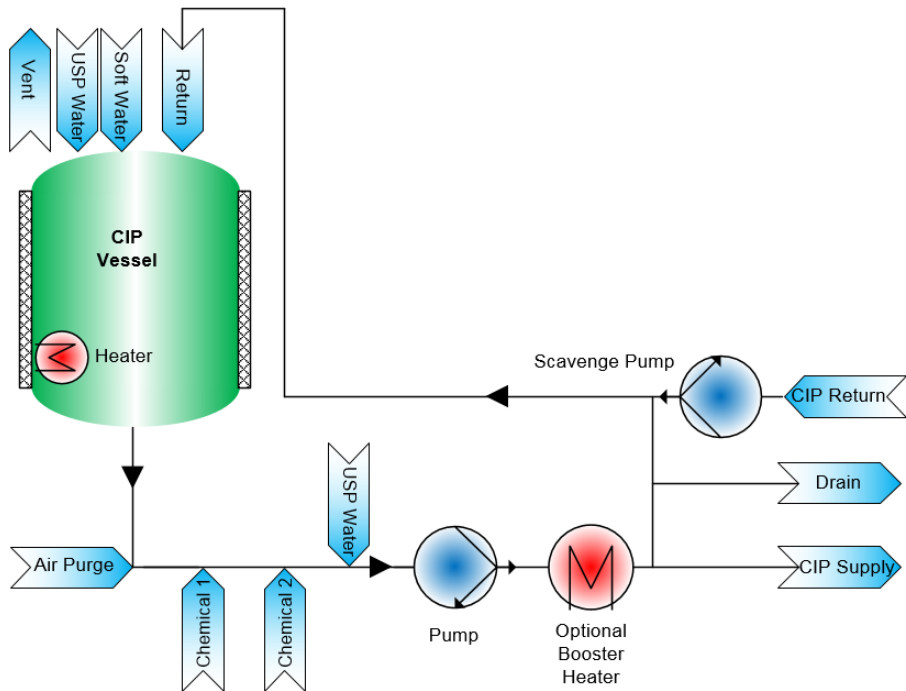 Vent
USP Water
Soft Water
Return
CIP
Vessel
Heater
Scavenge Pump
CIP Return
USP Water
Drain
Air Purge
CIP Supply
Chemical 1
Chemical 2
Pump
Optional
Booster
Heater